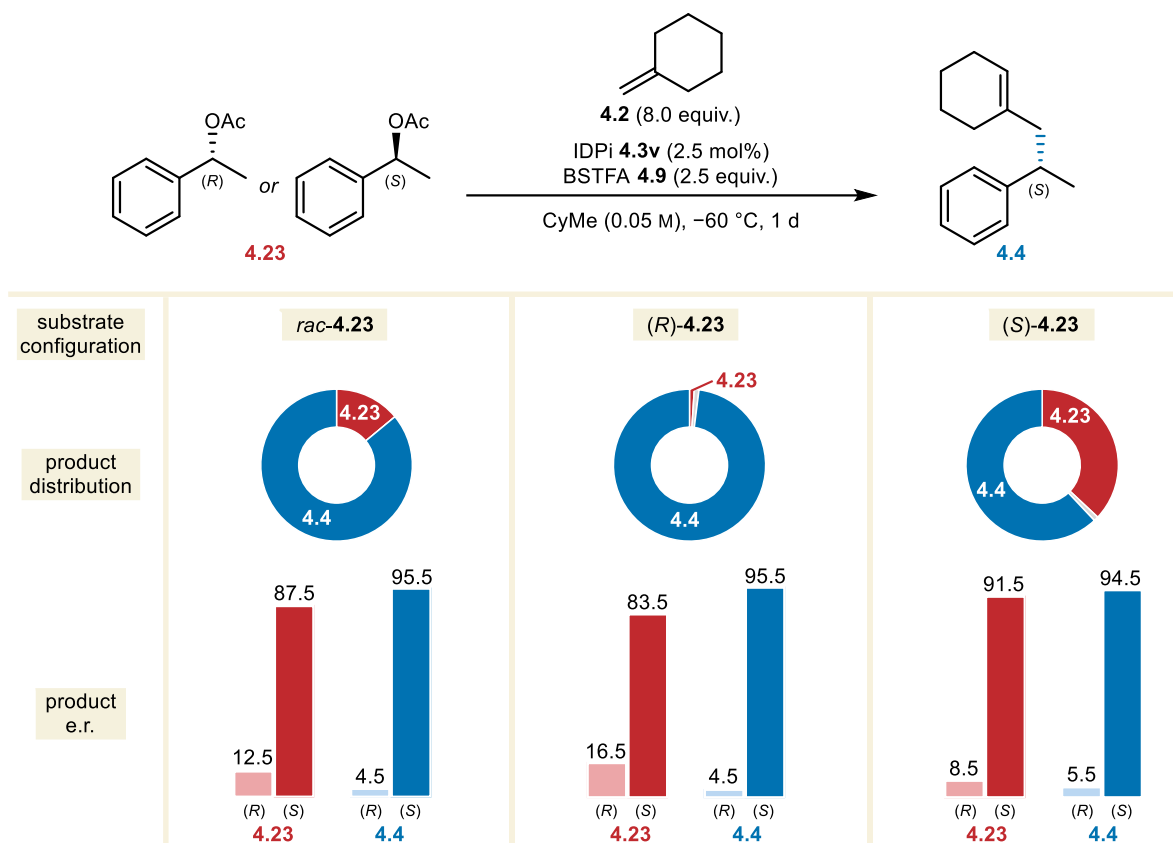 4.2 (8.0 equiv.)
OAc
OAc
(R)
or
(S)
IDPi 4.3v (2.5 mol%)
BSTFA 4.9 (2.5 equiv.)
CyMe (0.05 M), −60 °C, 1 d
(S)
4.23
4.4
substrate
configuration
rac-4.23
(R)-4.23
(S)-4.23
product
distribution
4.23
4.4
4.23
4.4
4.23
4.4
product
e.r.
12.5
87.5
4.5
95.5
(R)
(S)
(R)
(S)
4.23
4.4
16.5
83.5
4.5
95.5
(R)
(S)
(R)
(S)
4.23
4.4
8.5
91.5
5.5
94.5
(R)
(S)
(R)
(S)
4.23
4.4